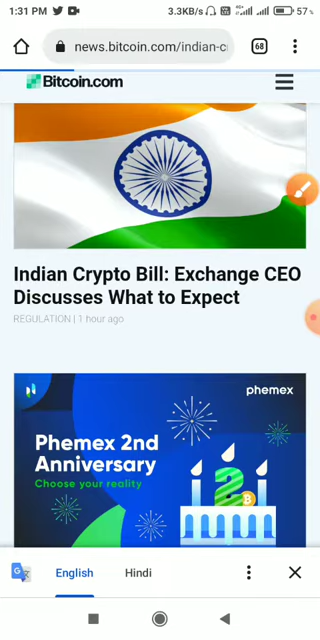 1:31 PM
3.3KB/s
57
news.bitcoin.com/indian-c
68
Bitcoin.com
Indian Crypto Bill: Exchange CEO
Discusses What to Expect
REGULATION | 1 hour ago
phemex
Phemex 2nd
Anniversary
Choose your reality
2
English
Hindi